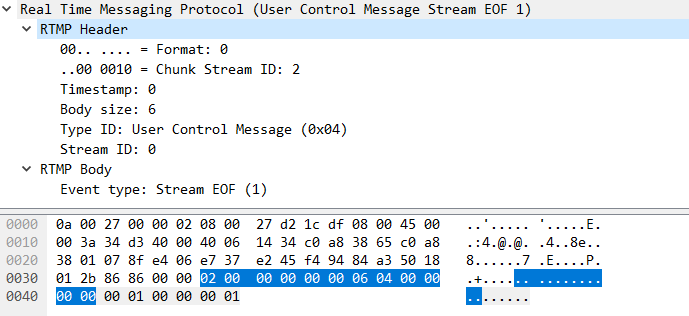 Real Time Messaging Protocol (User Control Message Stream EOF 1)
RTMP Header
00.. .... = Format: 0
..00 0010 = Chunk Stream ID: 2
Timestamp: 0
Body size: 6
Type ID: User Control Message (0x04)
Stream ID: 0
RTMP Body
Event type: Stream EOF (1)
0000 0a 00 27 00 00 02 08 00 27 d2 1c df 08 00 45 00 ..'..... '.....E.
0010 00 3a 34 d3 40 00 40 06 14 34 c0 a8 38 65 c0 a8 .:4.@.@. .4..8e..
0020 38 01 07 8f e4 06 e7 37 e2 45 f4 94 84 a3 50 18 8......7 .E....P.
0030 01 2b 86 86 00 00 02 00 00 00 00 00 06 04 00 00 .+...... ........
0040 00 00 00 01 00 00 00 01 ........